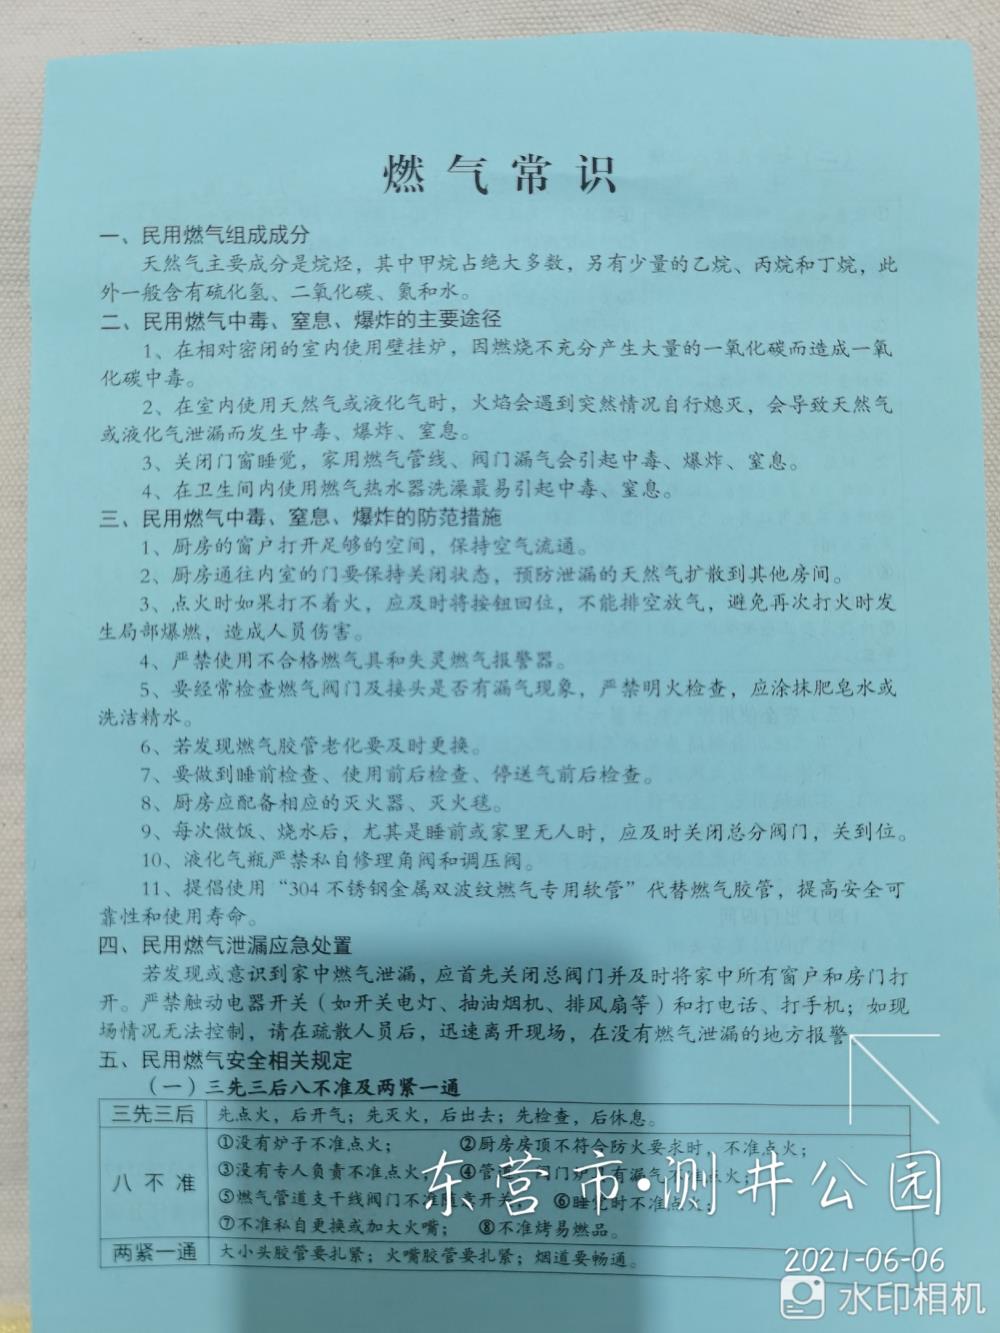 燃气常识
一、民用燃气组成成分
天然气主要成分是烷烃，其中甲烷占绝大多数，另有少量的乙烷、丙烷和丁烷，此
外一般含有硫化氢、二氧化碳、氮和水。
二、民用燃气中毒、窒息、爆炸的主要途径
1、在相对密闭的室内使用壁挂炉，因燃烧不充分产生大量的一氧化碳而造成一氧
化碳中毒。
2、在室内使用天然气或液化气时，火焰会遇到突然情况自行熄灭，会导致天然气
或液化气泄漏而发生中毒、爆炸、窒息。
3、关闭门窗睡觉，家用燃气管线、阀门漏气会引起中毒、爆炸、窒息。
4、在卫生间内使用燃气热水器洗澡最易引起中毒、窒息。
三、民用燃气中毒、窒息、爆炸的防范措施
1、厨房的窗户打开足够的空间，保持空气流通。
2、厨房通往内室的门要保持关闭状态，预防泄漏的天然气扩散到其他房间。
3、点火时如果打不着火，应及时将按钮回位，不能排空放气，避免再次打火时发
生局部爆燃，造成人员伤害。
4、严禁使用不合格燃气具和失灵燃气报警器。
5、要经常检查燃气阀门及接头是否有漏气现象，严禁明火检查，应涂抹肥皂水或
洗洁精水。
6、若发现燃气胶管老化要及时更换。
7、要做到睡前检查、使用前后检查、停送气前后检查。
8、厨房应配备相应的灭火器、灭火毯。
9、每次做饭、烧水后，尤其是睡前或家里无人时，应及时关闭总分阀门，关到位。
10、液化气瓶严禁私自修理角阀和调压阀。
11、提倡使用“304不锈钢金属双波纹燃气专用软管”代替燃气胶管，提高安全可
靠性和使用寿命。
四、民用燃气泄漏应急处置
若发现或意识到家中燃气泄漏，应首先关闭总阀门并及时将家中所有窗户和房门打
开。严禁触动电器开关（如开关电灯、抽油烟机、排风扇等）和打电话、打手机；如现
场情况无法控制，请在疏散人员后，迅速离开现场，在没有燃气泄漏的地方报警
五、民用燃气安全相关规定
（一）三先三后八不准及两紧一通
三先三后 先点火，后开气；先灭火，后出去；先检查，后休息。
八不准 ①没有炉子不准点火； ②厨房房顶不符合防火要求时，不准点火；
③没有专人负责不准点火； ④管道、阀门炉具有漏气不准点火；
⑤燃气管道支干线阀门不准随意开关； ⑥睡觉时不准点火；
⑦不准私自更换或加大火嘴； ⑧不准烤易燃品。
两紧一通 大小头胶管要扎紧；火嘴胶管要扎紧；烟道要畅通。
东营市·测井公园
2021-06-06
水印相机